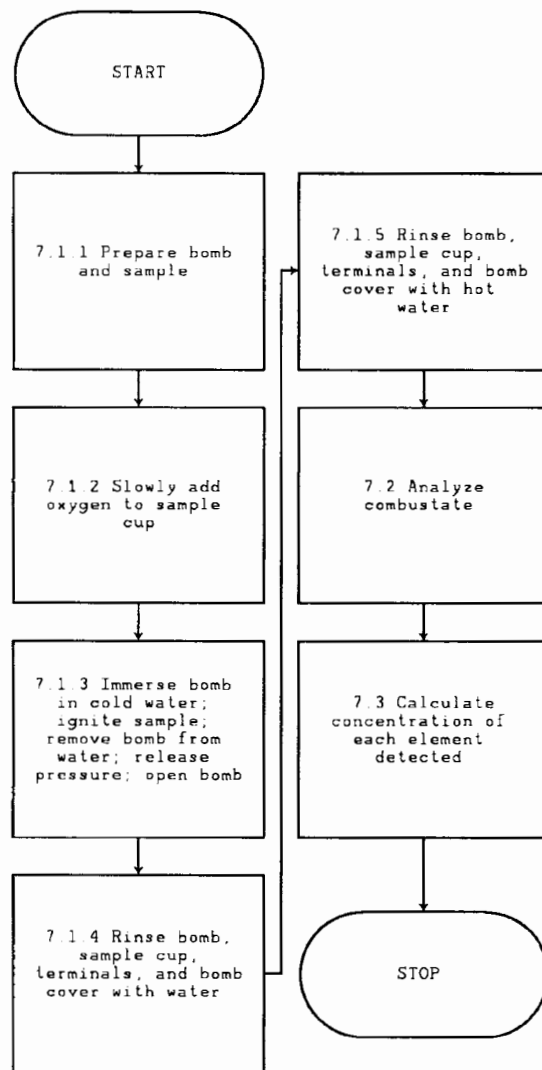 START
7.1.1 Prepare bomb
and sample
7.1.2 Slowly add
oxygen to sample
cup
7.1.3 Immerse bomb
in cold water;
ignite sample;
remove bomb from
water; release
pressure; open bomb
7.1.4 Rinse bomb,
sample cup,
terminals, and bomb
cover with water
7.1.5 Rinse bomb,
sample cup,
terminals, and bomb
cover with hot
water
7.2 Analyze
combustate
7.3 Calculate
concentration of
each element
detected
STOP